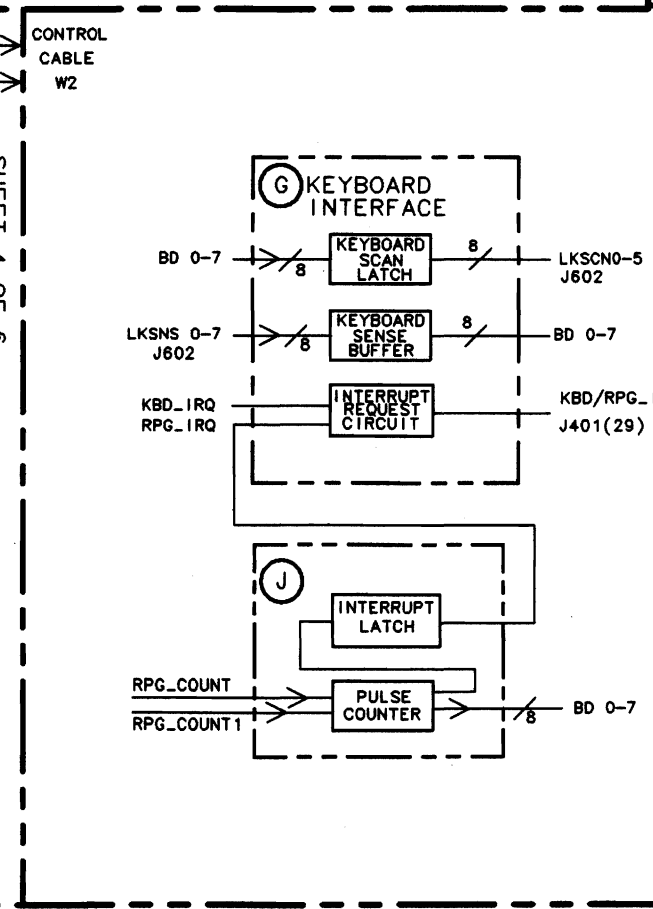 CONTROL
CABLE
W2
G KEYBOARD
INTERFACE
BD 0-7
8
KEYBOARD
SCAN
LATCH
8
LKSCN0-5
J602
LKSNS 0-7
J602
8
KEYBOARD
SENSE
BUFFER
8
BD 0-7
KBD_IRQ
RPG_IRQ
INTERRUPT
REQUEST
CIRCUIT
KBD/RPG_
J401(29)
J
INTERRUPT
LATCH
RPG_COUNT
RPG_COUNT1
PULSE
COUNTER
8
BD 0-7